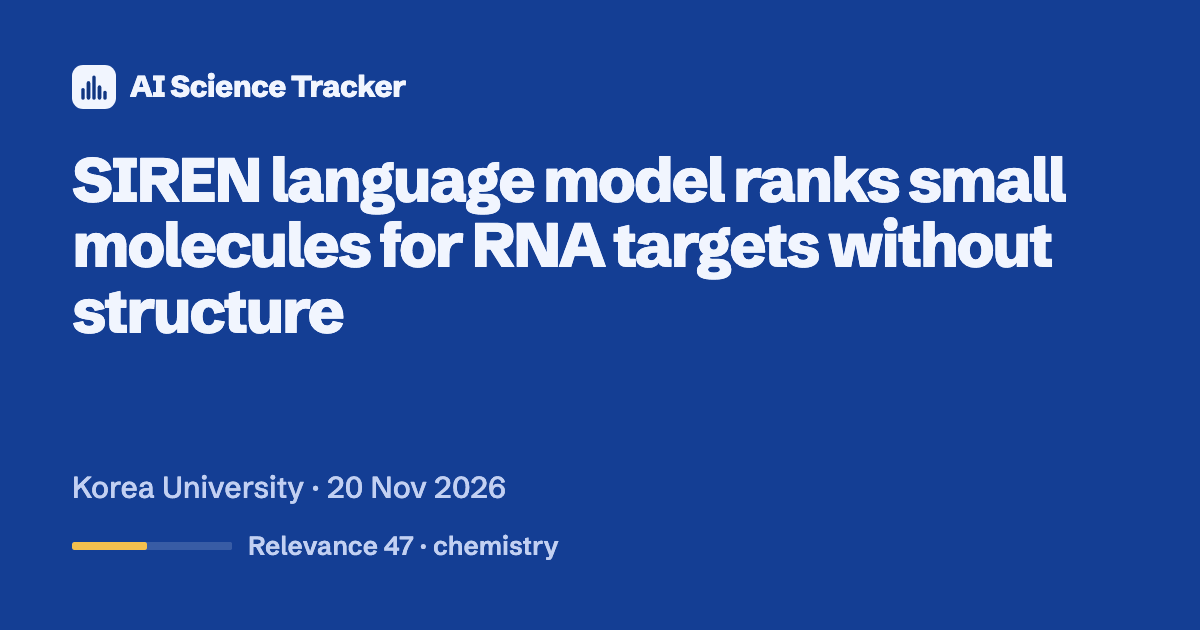 AI Science Tracker
SIREN language model ranks small
molecules for RNA targets without
structure
Korea University · 20 Nov 2026
Relevance 47 · chemistry